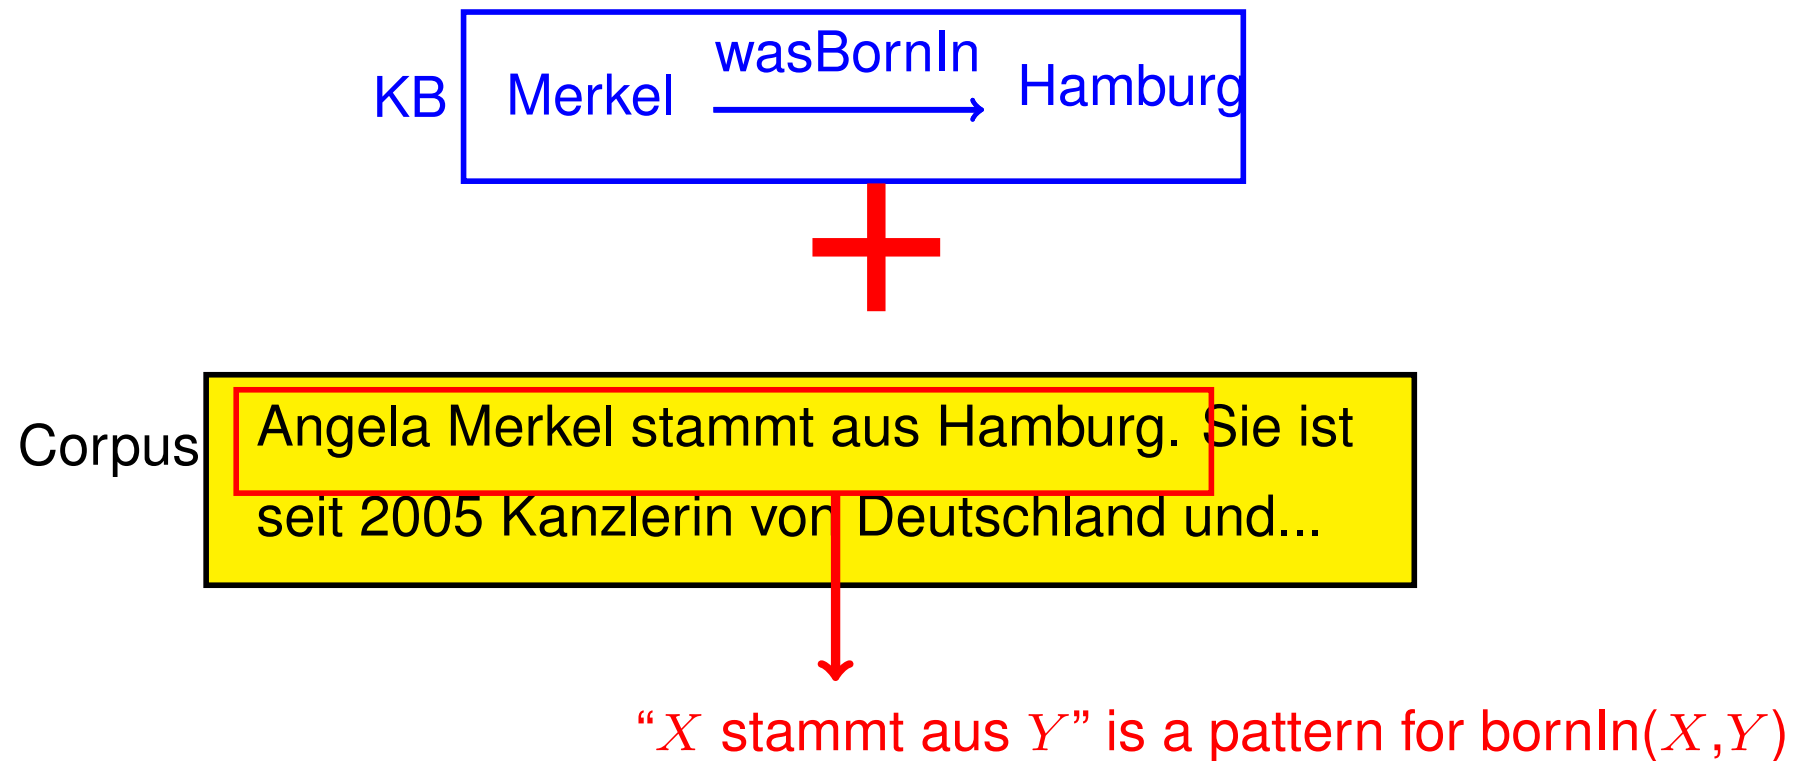 wasBornIn
KB Merkel Hamburg
Corpus
Angela Merkel stammt aus Hamburg. Sie ist
seit 2005 Kanzlerin von Deutschland und...
“X stammt aus Y” is a pattern for bornIn(X,Y)